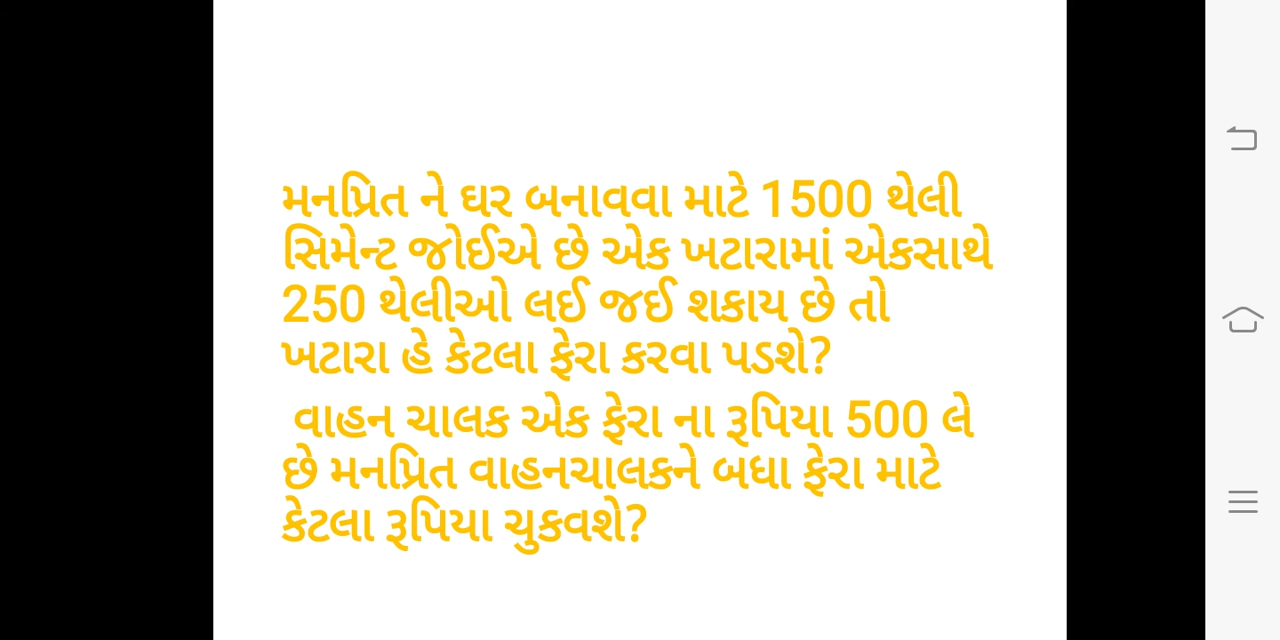 મનપ્રિત ને ઘર બનાવવા માટે 1500 થેલી
સિમેન્ટ જોઈએ છે એક ખટારામાં એકસાથે
250 થેલીઓ લઈ જઈ શકાય છે તો
ખટારા હે કેટલા ફેરા કરવા પડશે?
વાહન ચાલક એક ફેરા ના રૂપિયા 500 લે
છે મનપ્રિત વાહનચાલકને બધા ફેરા માટે
કેટલા રૂપિયા ચુકવશે?